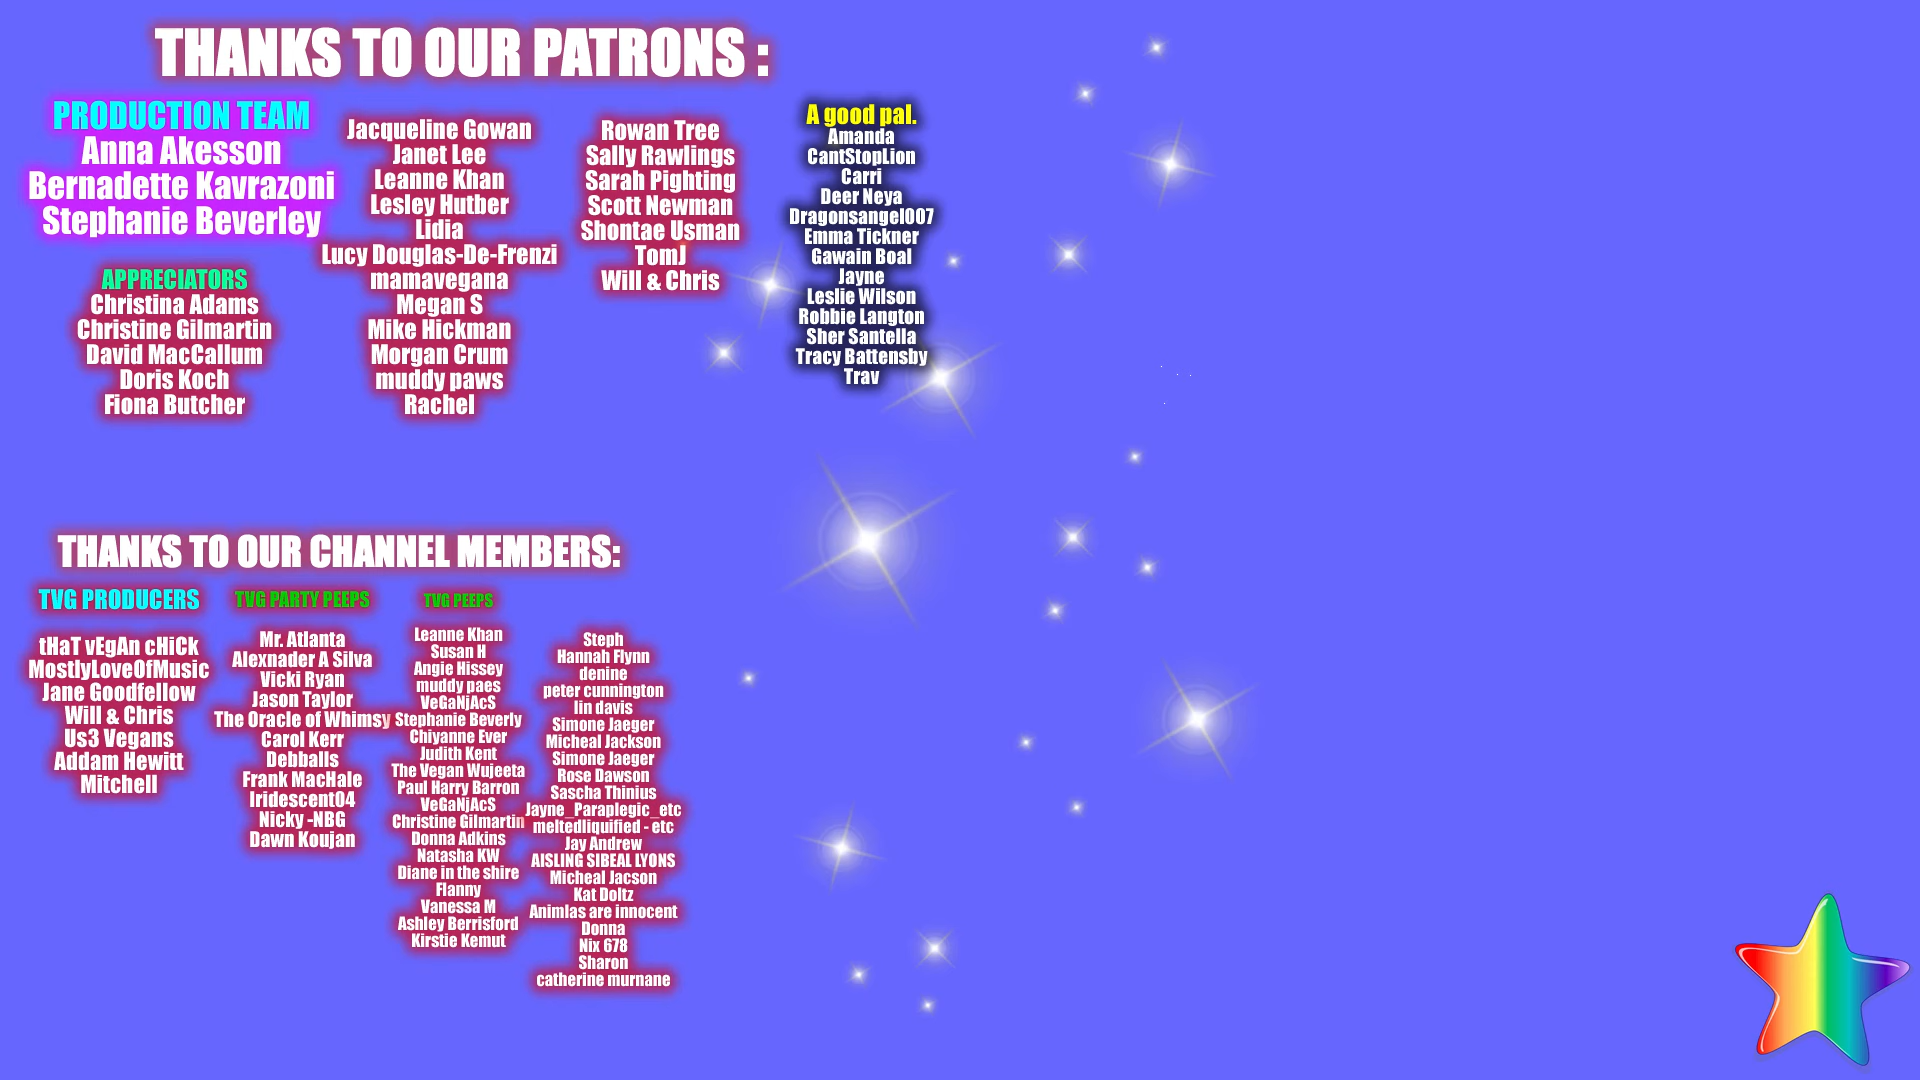 THANKS TO OUR PATRONS :
PRODUCTION TEAM
Anna Akesson
Bernadette Kavrazoni
Stephanie Beverley
APPRECIATORS
Christina Adams
Christine Gilmartin
David MacCallum
Doris Koch
Fiona Butcher
Jacqueline Gowan
Janet Lee
Leanne Khan
Lesley Hutber
Lidia
Lucy Douglas-De-Frenzi
mamavegana
Megan S
Mike Hickman
Morgan Crum
muddy paws
Rachel
Rowan Tree
Sally Rawlings
Sarah Pighting
Scott Newman
Shontae Usman
TomJ
Will & Chris
A good pal.
Amanda
CantStopLion
Carri
Deer Neya
Dragonsangel007
Emma Tickner
Gawain Boal
Jayne
Leslie Wilson
Robbie Langton
Sher Santella
Tracy Battensby
Trav
THANKS TO OUR CHANNEL MEMBERS:
TVG PRODUCERS
tHaT vEgAn cHiCk
MostlyLoveOfMusic
Jane Goodfellow
Will & Chris
Us3 Vegans
Addam Hewitt
Mitchell
TVG PARTY PEEPS
Mr. Atlanta
Alexnader A Silva
Vicki Ryan
Jason Taylor
The Oracle of Whimsy
Carol Kerr
Debballs
Frank MacHale
Iridescent04
Nicky -NBG
Dawn Koujan
TVG PEEPS
Leanne Khan
Susan H
Angie Hissey
muddy paes
VeGaNjAcS
Stephanie Beverly
Chiyanne Ever
Judith Kent
The Vegan Wujeeta
Paul Harry Barron
VeGaNjAcS
Christine Gilmartin
Donna Adkins
Natasha KW
Diane in the shire
Flanny
Vanessa M
Ashley Berrisford
Kirstie Kemut
Steph
Hannah Flynn
denine
peter cunnington
lin davis
Simone Jaeger
Micheal Jackson
Simone Jaeger
Rose Dawson
Sascha Thinius
Jayne_Paraplegic_etc
meltedliquified - etc
Jay Andrew
AISLING SIBEAL LYONS
Micheal Jacson
Kat Doltz
Animlas are innocent
Donna
Nix 678
Sharon
catherine murnane